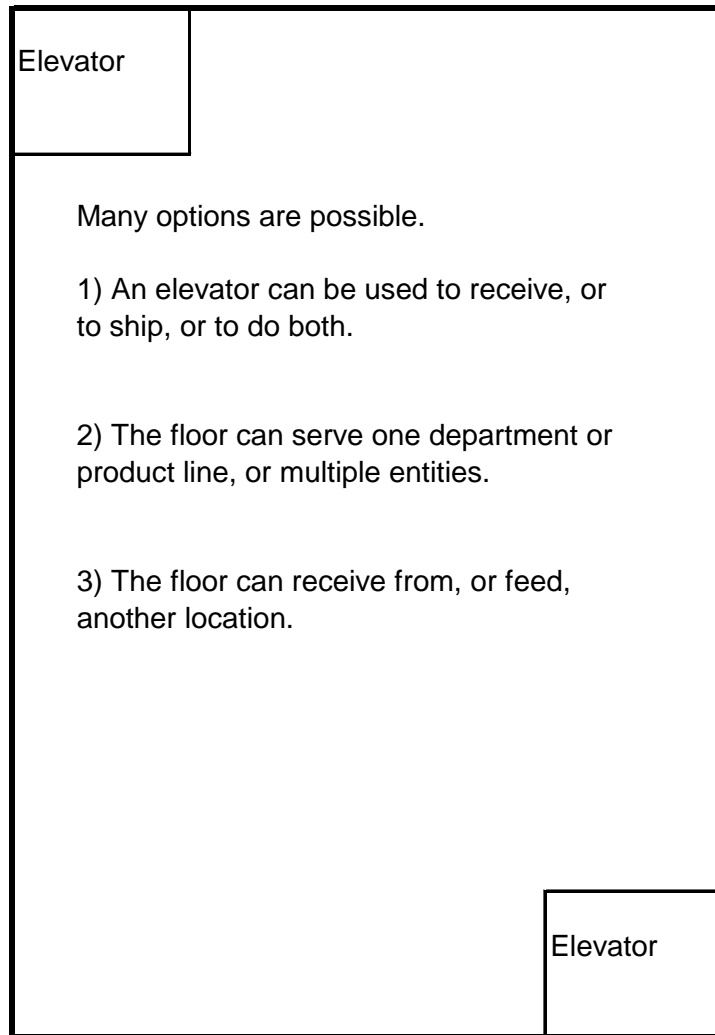 Elevator
Many options are possible.
1) An elevator can be used to receive, or
to ship, or to do both.
2) The floor can serve one department or
product line, or multiple entities.
3) The floor can receive from, or feed,
another location.
Elevator